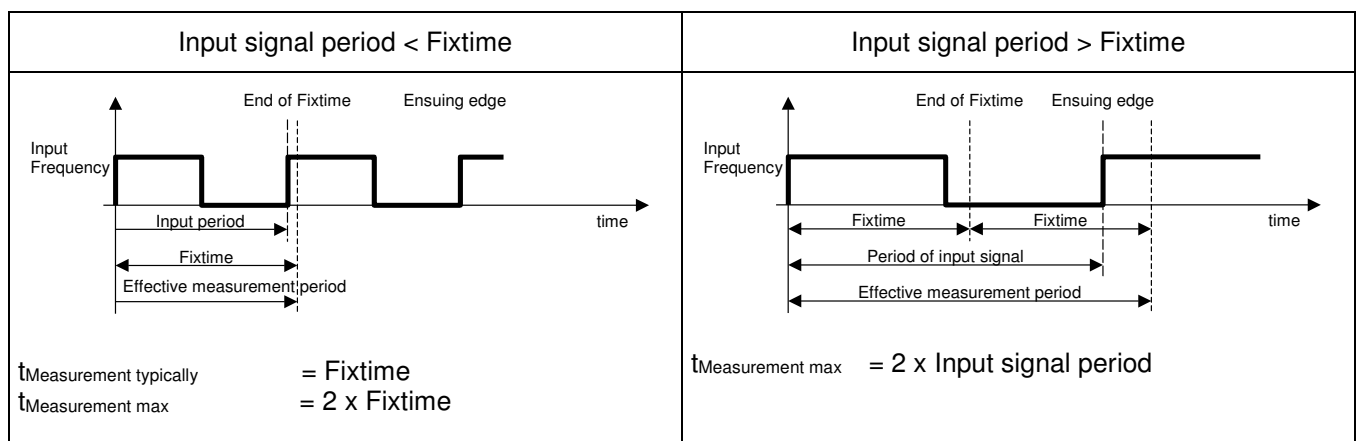 Input signal period < Fixtime
Input signal period > Fixtime
End of Fixtime Ensuing edge
Input
Frequency
time
Input period
Fixtime
Effective measurement period
tMeasurement typically = Fixtime
tMeasurement max = 2 x Fixtime
End of Fixtime Ensuing edge
Input
Frequency
time
Fixtime Fixtime
Period of input signal
Effective measurement period
tMeasurement max = 2 x Input signal period